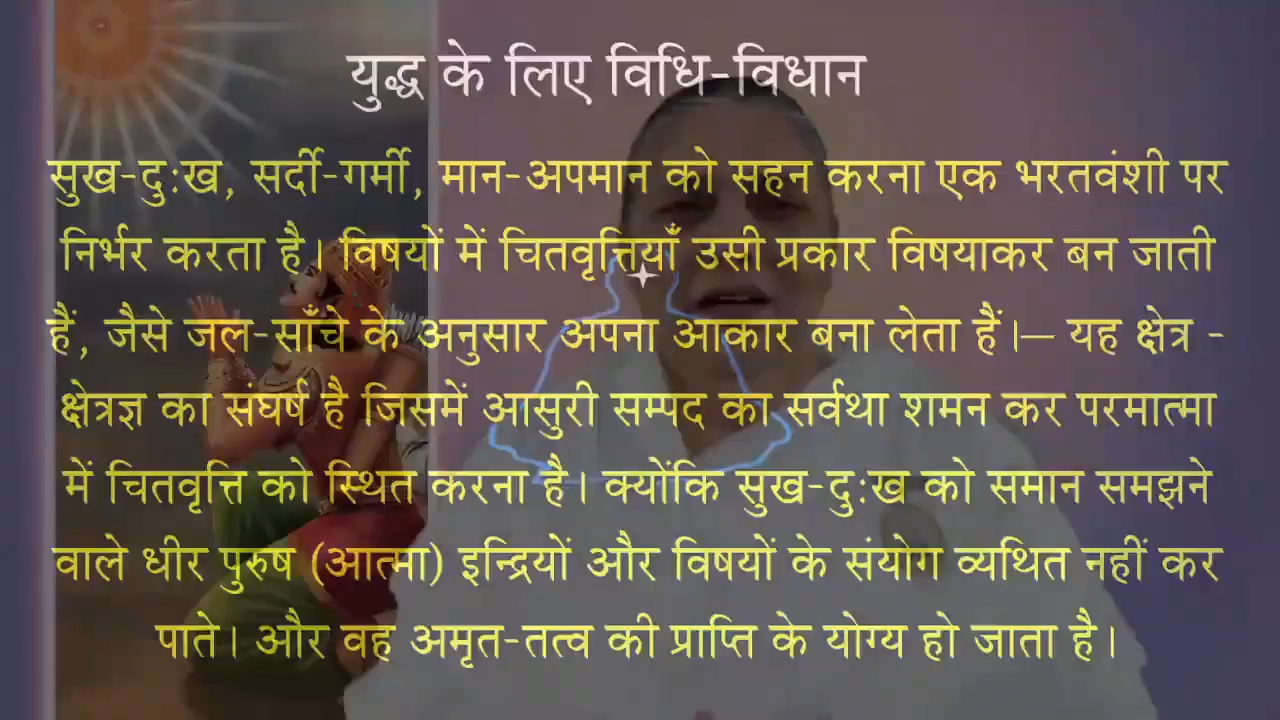 युद्ध के लिए विधि-विधान
सुख-दु:ख, सर्दी-गर्मी, मान-अपमान को सहन करना एक भरतवंशी पर
निर्भर करता है। विषयों में चितवृत्तियाँ उसी प्रकार विषयाकर बन जाती
हैं, जैसे जल-साँचे के अनुसार अपना आकार बना लेता हैं।— यह क्षेत्र -
क्षेत्रज्ञ का संघर्ष है जिसमें आसुरी सम्पद का सर्वथा शमन कर परमात्मा
में चितवृत्ति को स्थित करना है। क्योंकि सुख-दु:ख को समान समझने
वाले धीर पुरुष (आत्मा) इन्द्रियों और विषयों के संयोग व्यथित नहीं कर
पाते। और वह अमृत-तत्व की प्राप्ति के योग्य हो जाता है।